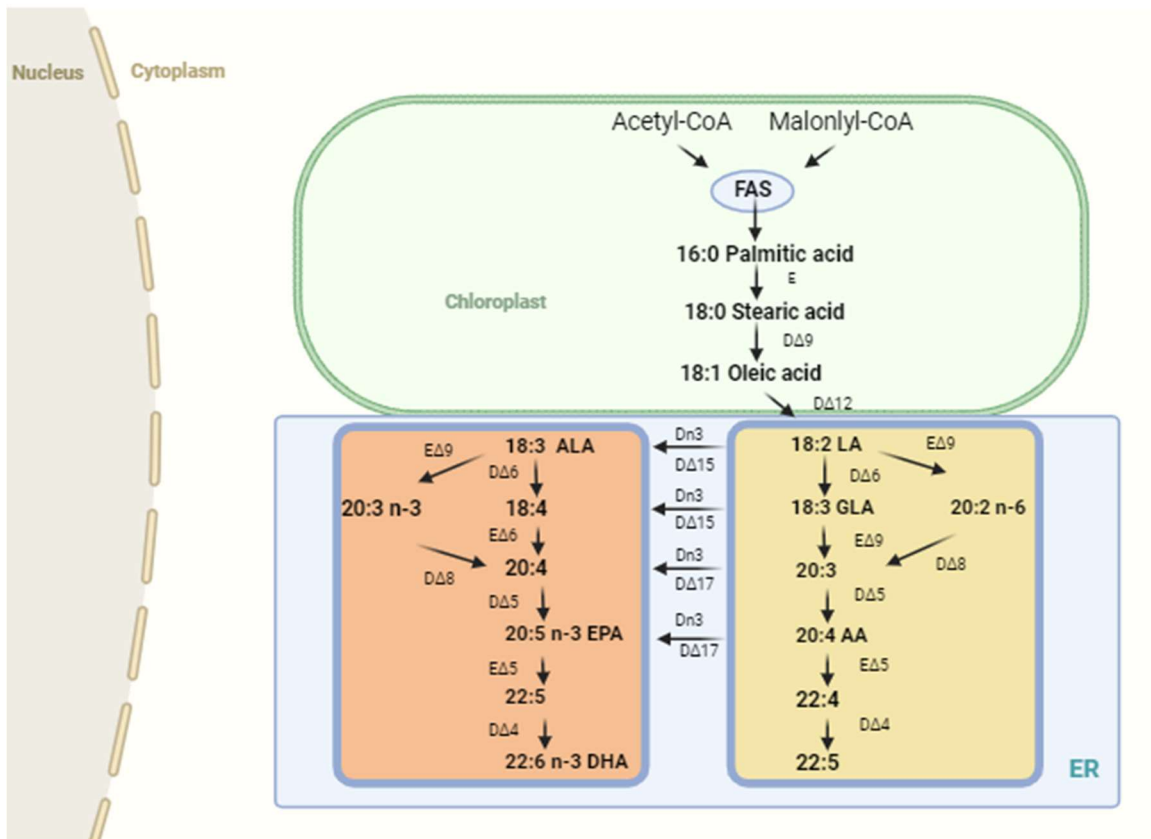 Nucleus
Cytoplasm
Acetyl-CoA
Malonlyl-CoA
FAS
16:0 Palmitic acid
E
Chloroplast
18:0 Stearic acid
DΔ9
18:1 Oleic acid
DΔ12
18:3 ALA
EΔ9
DΔ6
20:3 n-3
18:4
EΔ6
20:4
DΔ8
DΔ5
20:5 n-3 EPA
EΔ5
22:5
DΔ4
22:6 n-3 DHA
Dn3
DΔ15
Dn3
DΔ15
Dn3
DΔ17
Dn3
DΔ17
18:2 LA
EΔ9
DΔ6
18:3 GLA
20:2 n-6
EΔ9
20:3
DΔ8
DΔ5
20:4 AA
EΔ5
22:4
DΔ4
22:5
ER